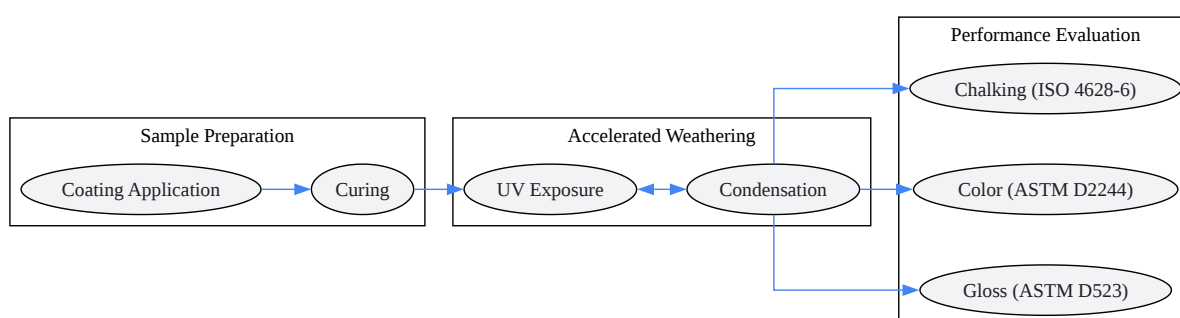 Performance Evaluation
Chalking (ISO 4628-6)
Sample Preparation
Accelerated Weathering
Coating Application
Curing
UV Exposure
Condensation
Color (ASTM D2244)
Gloss (ASTM D523)